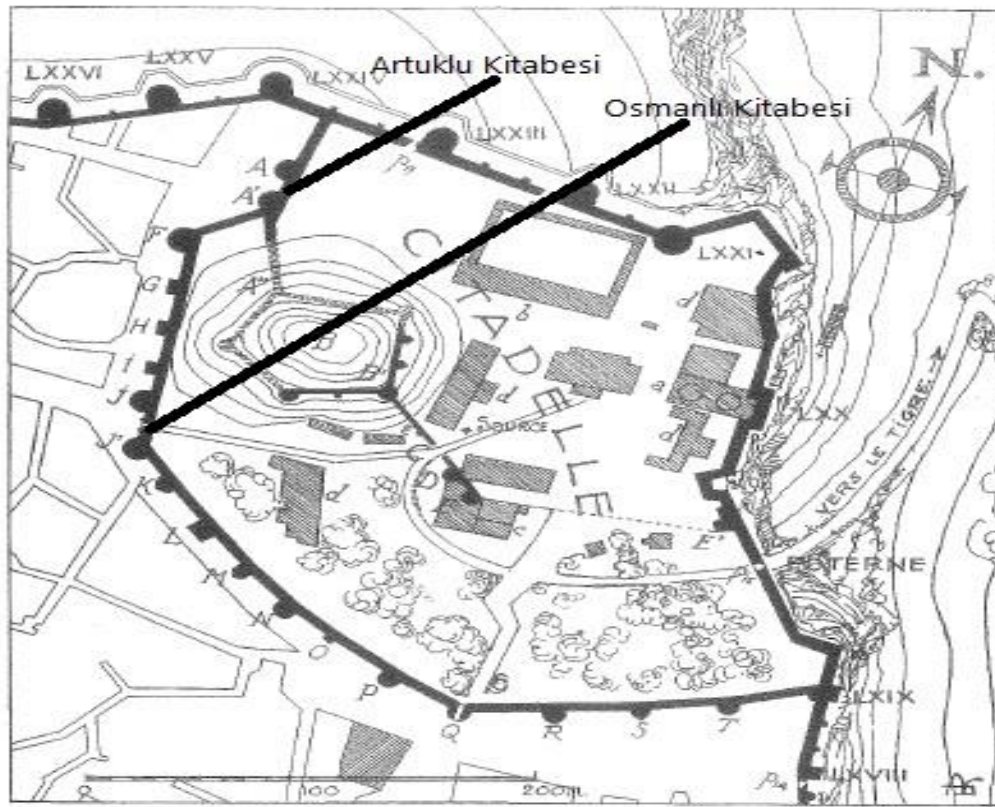 LXXVI
LXXV
LXXIV
Artuklu Kitabesi
Osmanlı Kitabesi
N.
LXXIII
LXXII
LXXI
A
A'
F
G
A"
H
I
J
J'
B
b
d
d
a
LXX
CITADELLE
SOURCE
VERS LE TIGRE
K
d
L
M
N
O
P
E'
POTERNE
LXIX
Q
R
S
T
LXVIII
0 100 200m